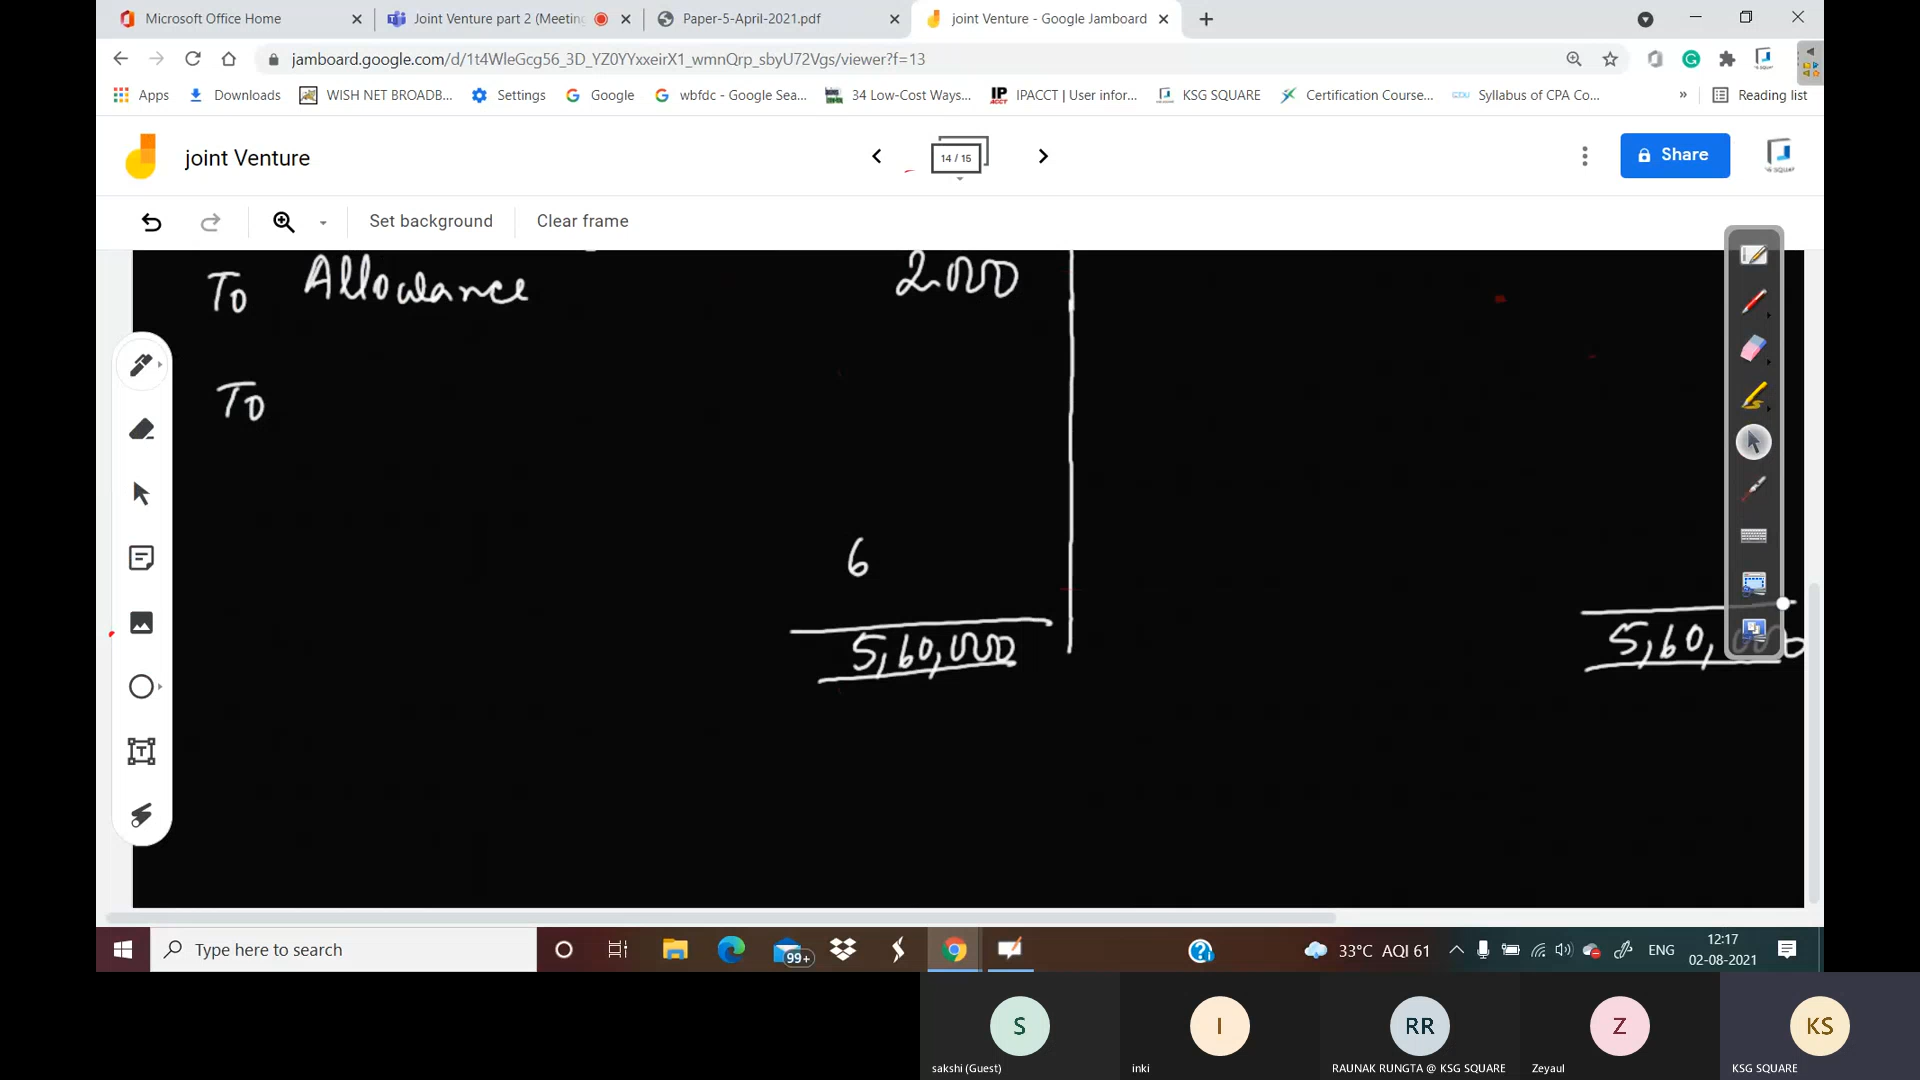 Microsoft Office Home
Joint Venture part 2 (Meetin
Paper-5-April-2021.pdf
joint Venture - Google Jamboard
jamboard.google.com/d/1t4WleGcg56_3D_YZ0YYxxeirX1_wmnQrp_sbyU72Vgs/viewer?f=13
Apps Downloads WISH NET BROADB... Settings Google wbfdc - Google Sea... 34 Low-Cost Ways... IPACCT | User infor... KSG SQUARE Certification Course... Syllabus of CPA Co... » Reading list
joint Venture
14 / 15
Share
Set background Clear frame
To Allowance 2000
To
6
5,60,000 5,60,000
Type here to search
99+
33°C AQI 61
ENG
12:17
02-08-2021
S I RR Z KS
sakshi (Guest) inki RAUNAK RUNGTA @ KSG SQUARE Zeyaul KSG SQUARE